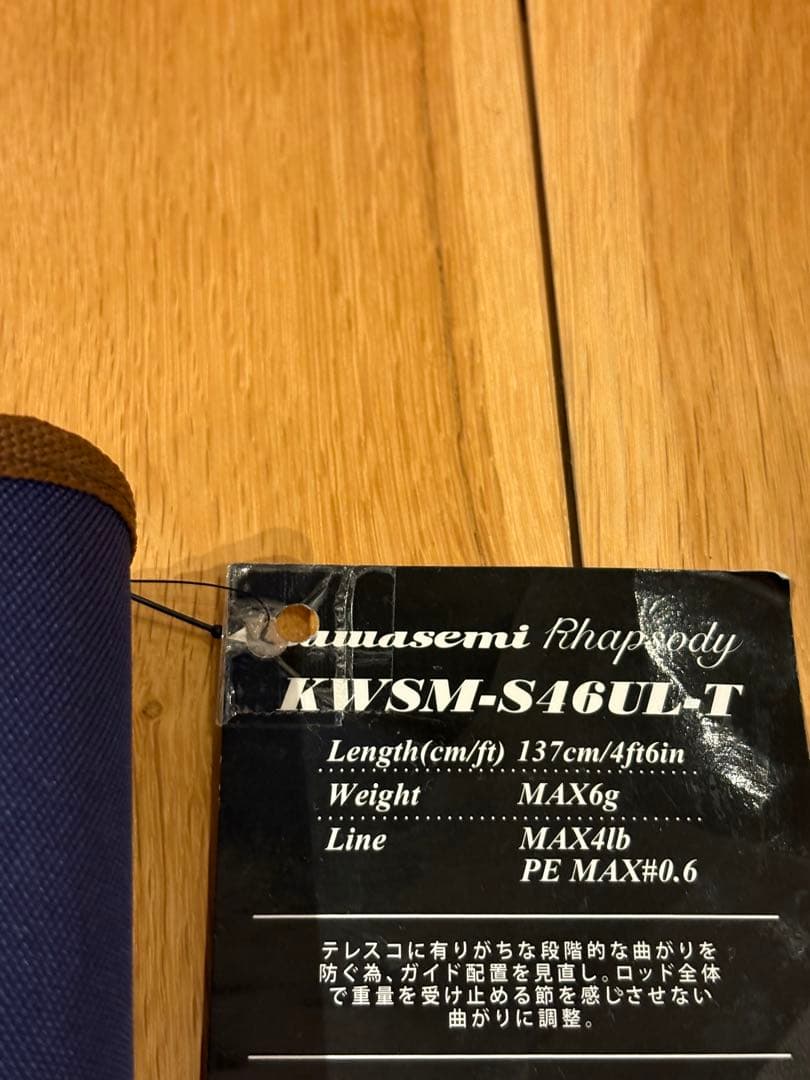 awasemi Rhapsody
KWSM-S46UL-T
Length(cm/ft) 137cm/4ft6in
Weight MAX6g
Line MAX4lb
PE MAX#0.6
テレスコに有りがちな段階的な曲がりを
防ぐ為、ガイド配置を見直し。ロッド全体
で重量を受け止める節を感じさせない
曲がりに調整。